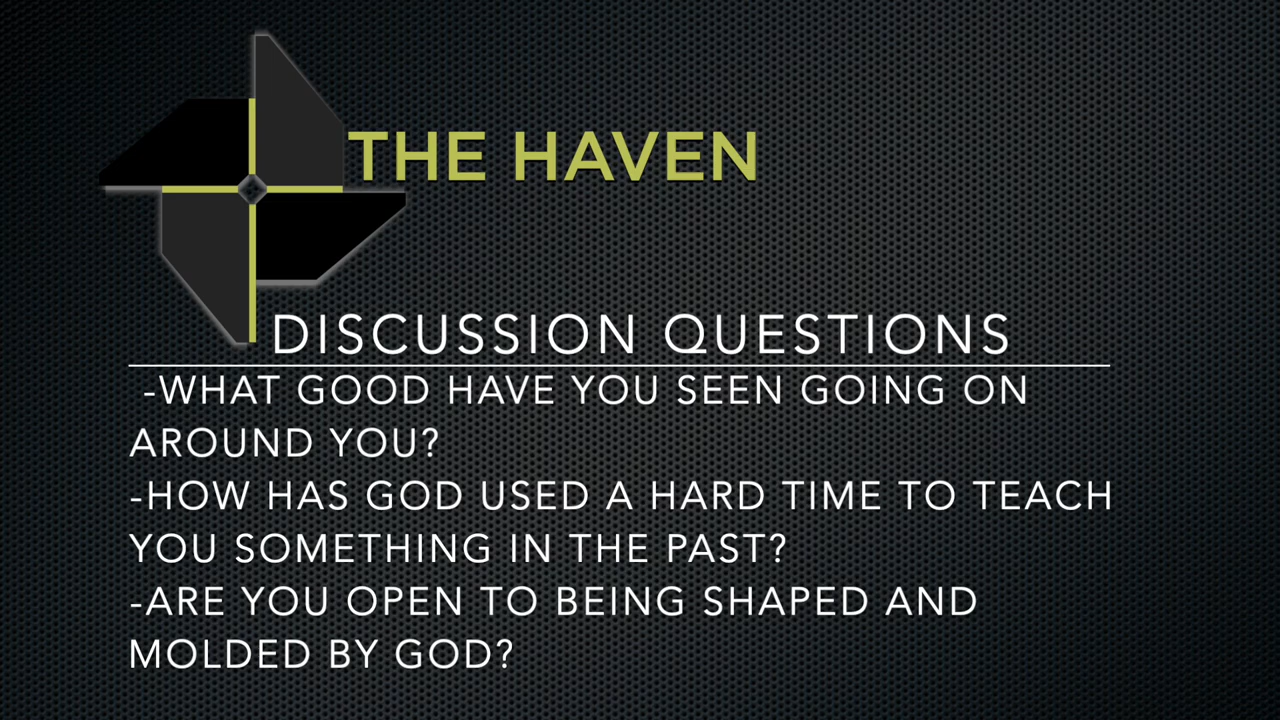 THE HAVEN
DISCUSSION QUESTIONS
-WHAT GOOD HAVE YOU SEEN GOING ON
AROUND YOU?
-HOW HAS GOD USED A HARD TIME TO TEACH
YOU SOMETHING IN THE PAST?
-ARE YOU OPEN TO BEING SHAPED AND
MOLDED BY GOD?